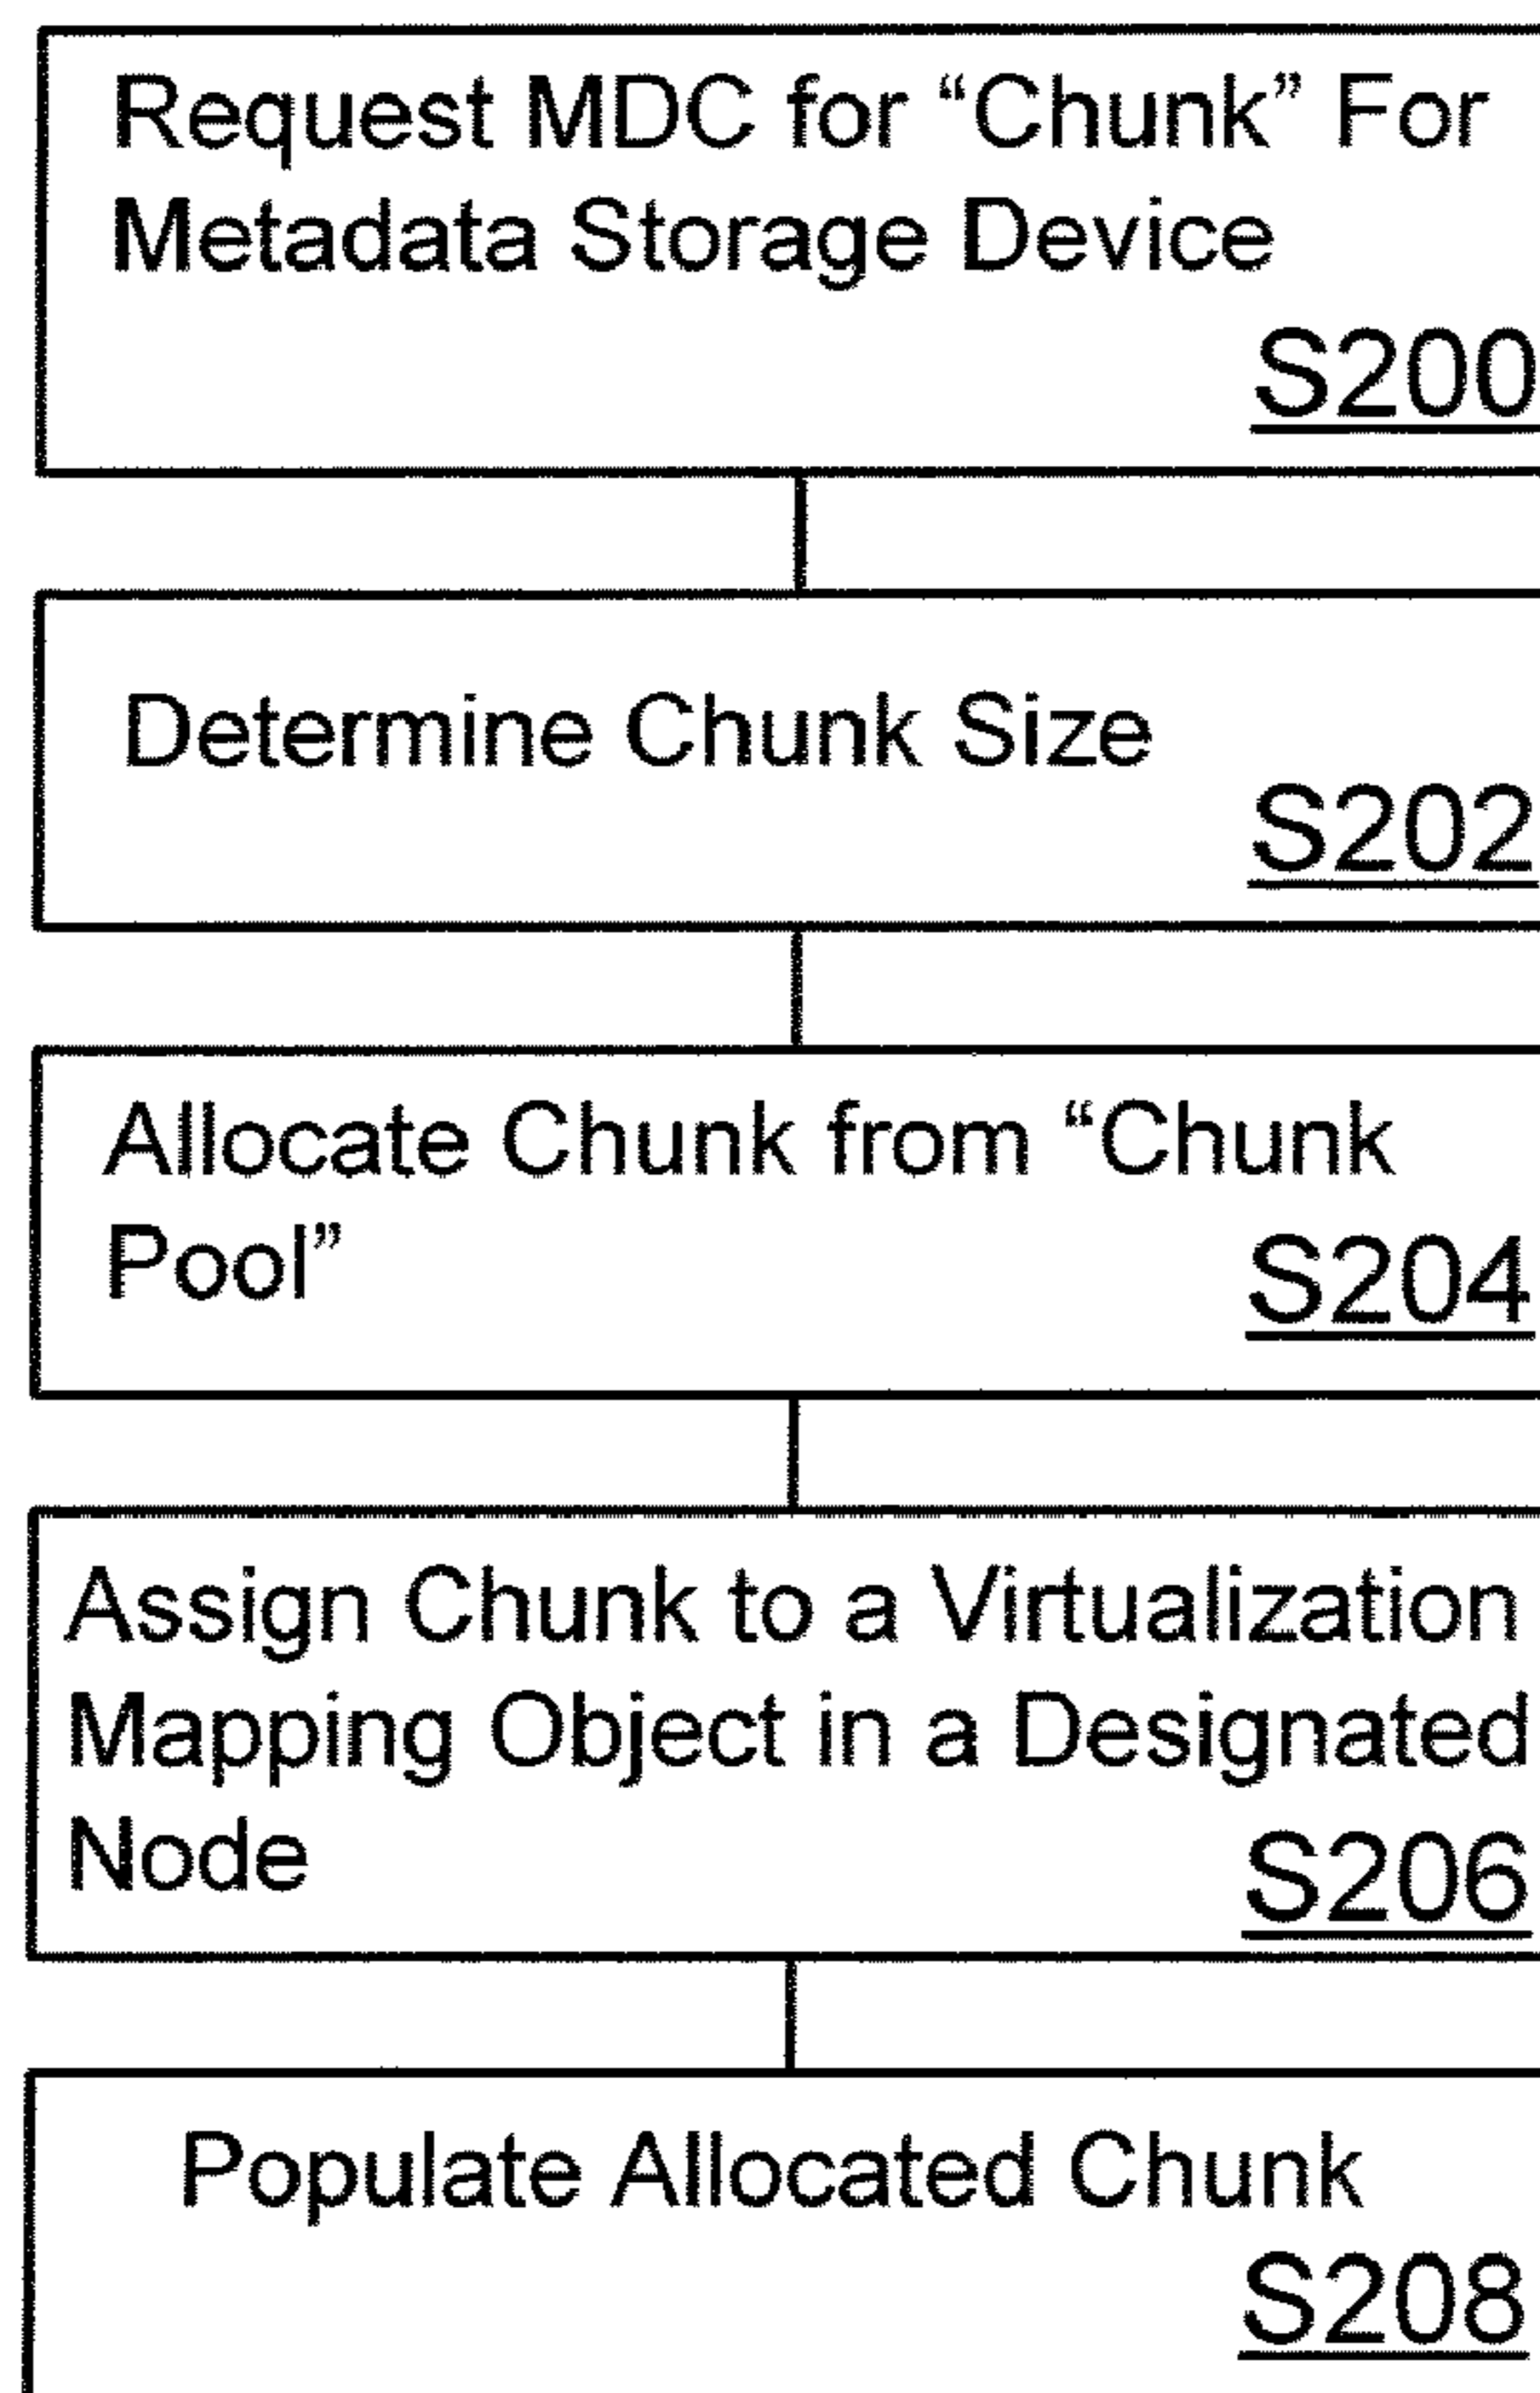 Request MDC for “Chunk” For
Metadata Storage Device
S200
Determine Chunk Size
S202
Allocate Chunk from “Chunk
Pool”
S204
Assign Chunk to a Virtualization
Mapping Object in a Designated
Node
S206
Populate Allocated Chunk
S208